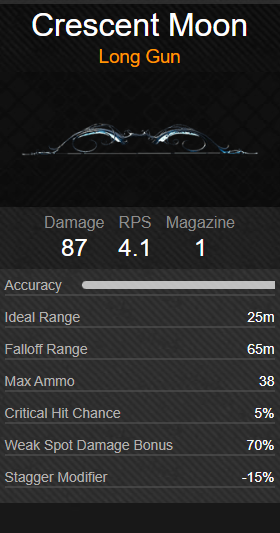 Crescent Moon
Long Gun
Damage RPS Magazine
87 4.1 1
Accuracy
Ideal Range 25m
Falloff Range 65m
Max Ammo 38
Critical Hit Chance 5%
Weak Spot Damage Bonus 70%
Stagger Modifier -15%